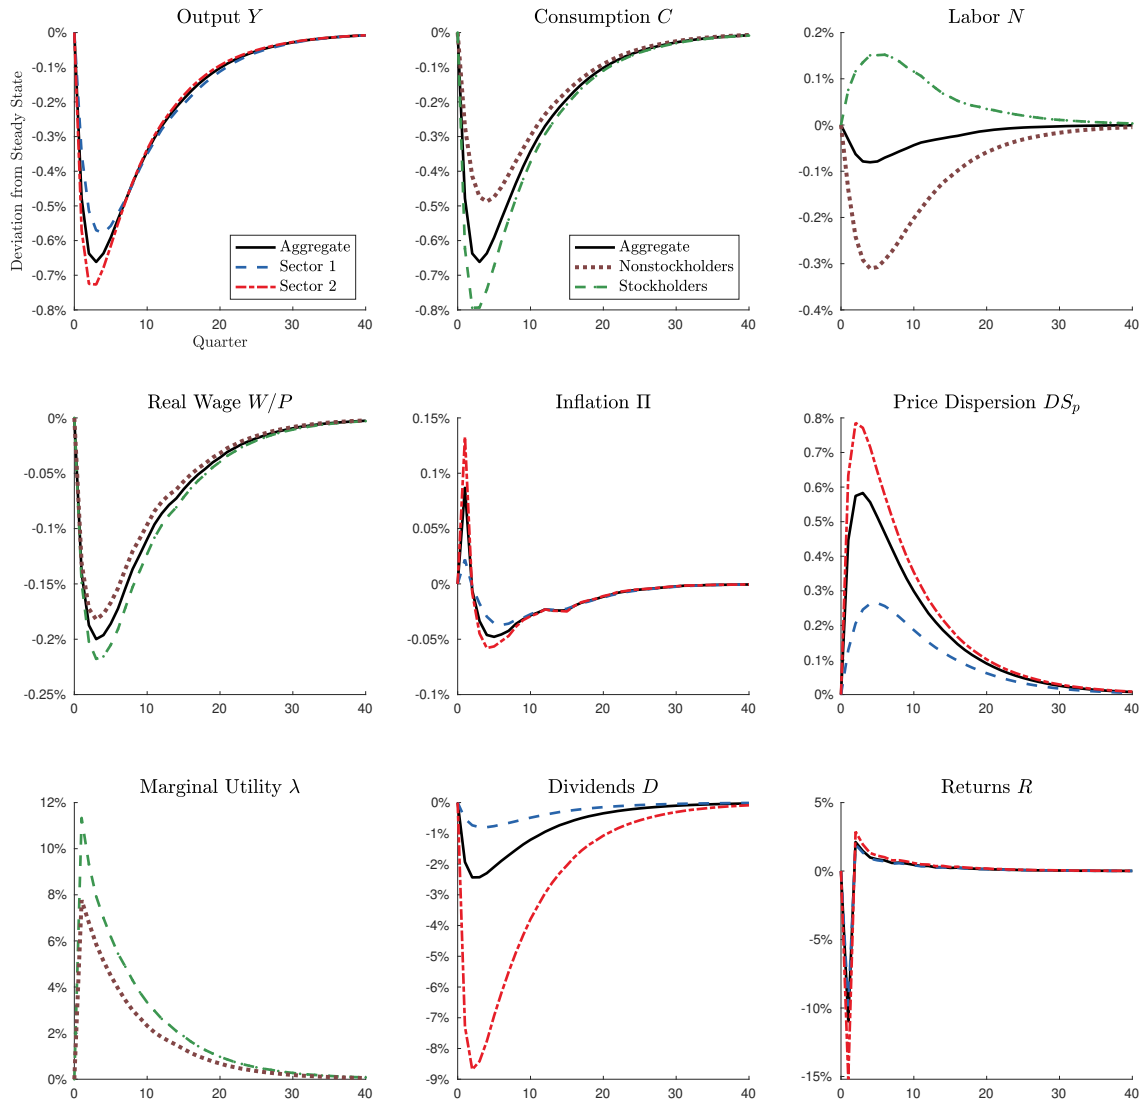 Output Y
Consumption C
Labor N
Deviation from Steady State
0%
-0.1%
-0.2%
-0.3%
-0.4%
-0.5%
-0.6%
-0.7%
-0.8%
Aggregate
Sector 1
Sector 2
0 10 20 30 40
Quarter
0%
-0.1%
-0.2%
-0.3%
-0.4%
-0.5%
-0.6%
-0.7%
-0.8%
Aggregate
Nonstockholders
Stockholders
0 10 20 30 40
0.2%
0.1%
0%
-0.1%
-0.2%
-0.3%
-0.4%
0 10 20 30 40
Real Wage W/P
Inflation Π
Price Dispersion DSp
0%
-0.05%
-0.1%
-0.15%
-0.2%
-0.25%
0 10 20 30 40
0.15%
0.1%
0.05%
0%
-0.05%
-0.1%
0 10 20 30 40
0.8%
0.7%
0.6%
0.5%
0.4%
0.3%
0.2%
0.1%
0%
0 10 20 30 40
Marginal Utility λ
Dividends D
Returns R
12%
10%
8%
6%
4%
2%
0%
0 10 20 30 40
0%
-1%
-2%
-3%
-4%
-5%
-6%
-7%
-8%
-9%
0 10 20 30 40
5%
0%
-5%
-10%
-15%
0 10 20 30 40